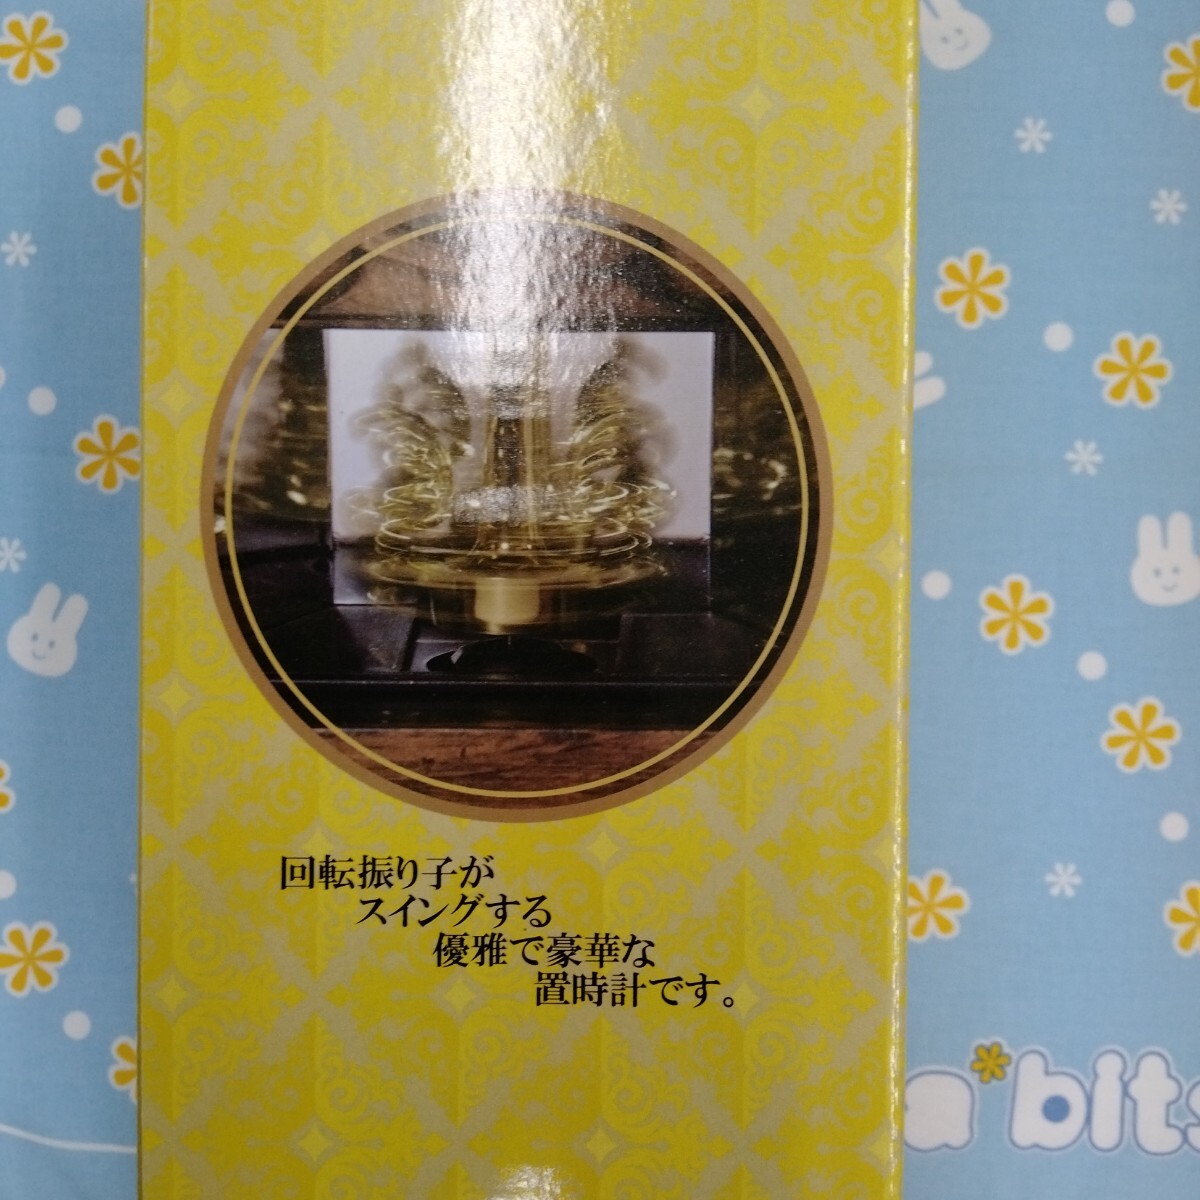 回転振り子が
スイングする
優雅で豪華な
置時計です。
a*bits